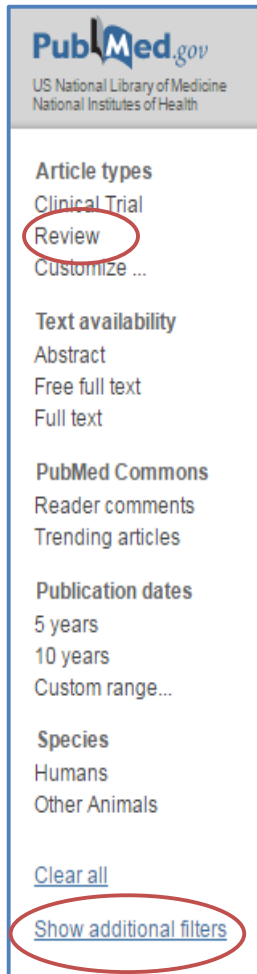 PubMed.gov
US National Library of Medicine
National Institutes of Health
Article types
Clinical Trial
Review
Customize ...
Text availability
Abstract
Free full text
Full text
PubMed Commons
Reader comments
Trending articles
Publication dates
5 years
10 years
Custom range...
Species
Humans
Other Animals
Clear all
Show additional filters